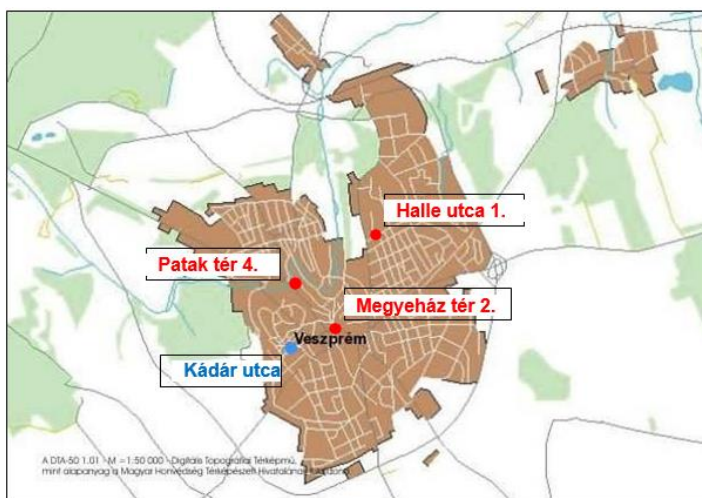 Halle utca 1.
Patak tér 4.
Megyeház tér 2.
Veszprém
Kádár utca
A DTA-50 1.01 - M = 1:50 000 - Digitális Topográfiai Térképmű,
mint alapanyag a Magyar Honvédség Térképészeti Hivatalának